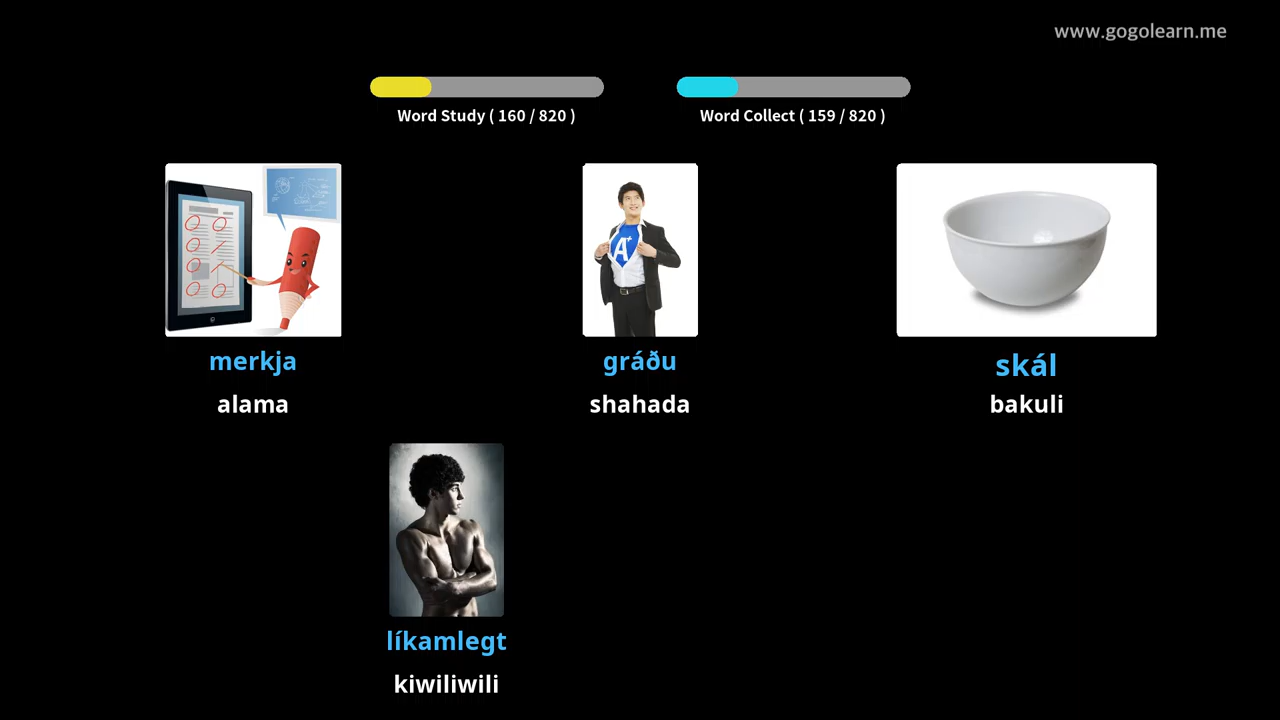 www.gogolearn.me
Word Study ( 160 / 820 )
Word Collect ( 159 / 820 )
A+
merkja
gráðu
skál
alama
shahada
bakuli
líkamlegt
kiwiliwili